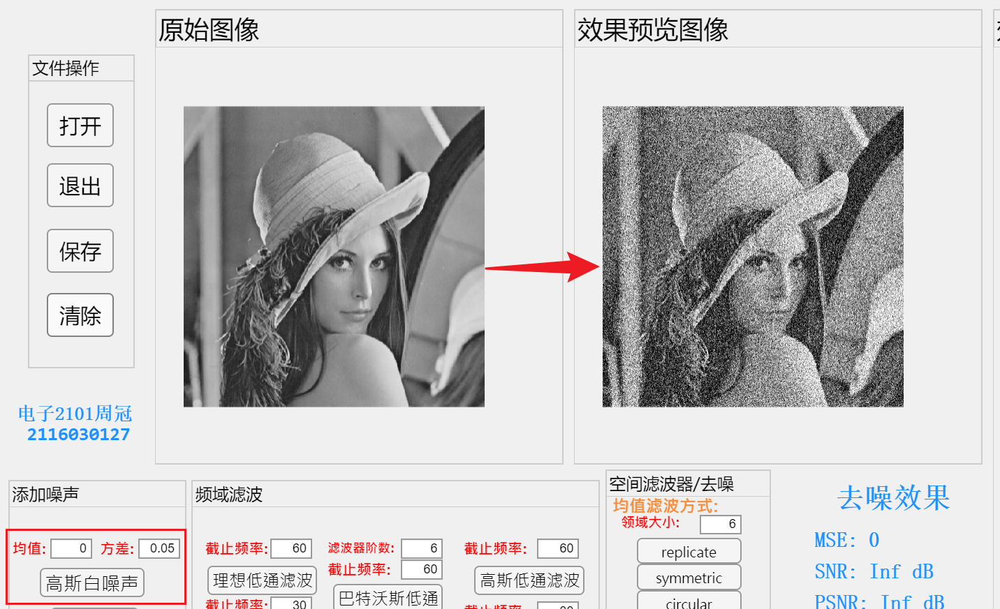 原始图像
效果预览图像
文件操作
打开
退出
保存
清除
电子2101周冠
2116030127
添加噪声
均值: 0 方差: 0.05
高斯白噪声
频域滤波
截止频率: 60
理想低通滤波
截止频率: 30
滤波器阶数: 6
截止频率: 60
巴特沃斯低通
截止频率: 60
高斯低通滤波
空间滤波器/去噪
均值滤波方式:
领域大小: 6
replicate
symmetric
circular
去噪效果
MSE: 0
SNR: Inf dB
PSNR: Inf dB